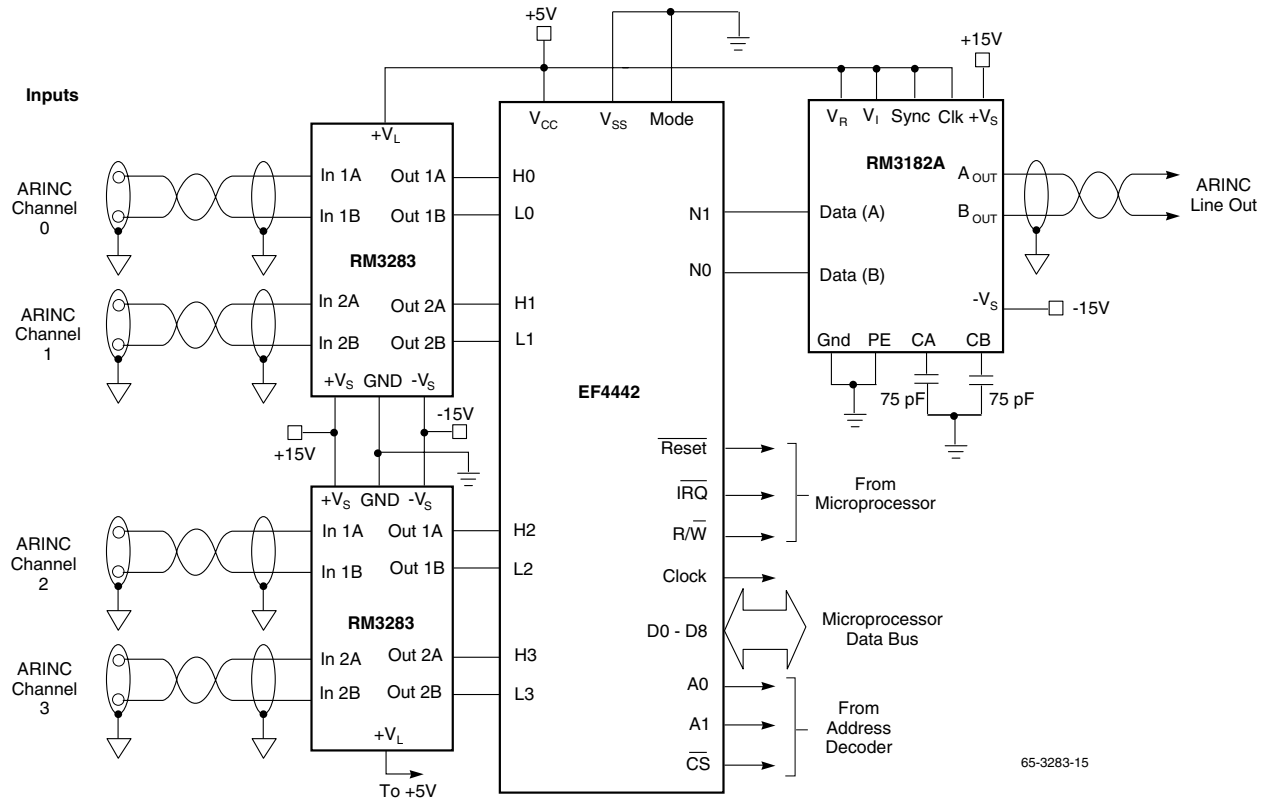 Inputs
+5V
+15V
+VL
VCC
VSS
Mode
VR
VI
Sync
Clk
+VS
RM3182A
ARINC
Channel
0
In 1A
Out 1A
In 1B
Out 1B
RM3283
H0
L0
N1
Data (A)
AOUT
BOUT
ARINC
Line Out
N0
Data (B)
ARINC
Channel
1
In 2A
Out 2A
In 2B
Out 2B
H1
L1
-VS
-15V
+VS
GND
-VS
Gnd
PE
CA
CB
75 pF
75 pF
EF4442
-15V
+15V
+VS
GND
-VS
Reset
IRQ
R/W
From
Microprocessor
ARINC
Channel
2
In 1A
Out 1A
In 1B
Out 1B
RM3283
H2
L2
Clock
D0 - D8
Microprocessor
Data Bus
ARINC
Channel
3
In 2A
Out 2A
In 2B
Out 2B
H3
L3
A0
A1
CS
From
Address
Decoder
+VL
To +5V
65-3283-15